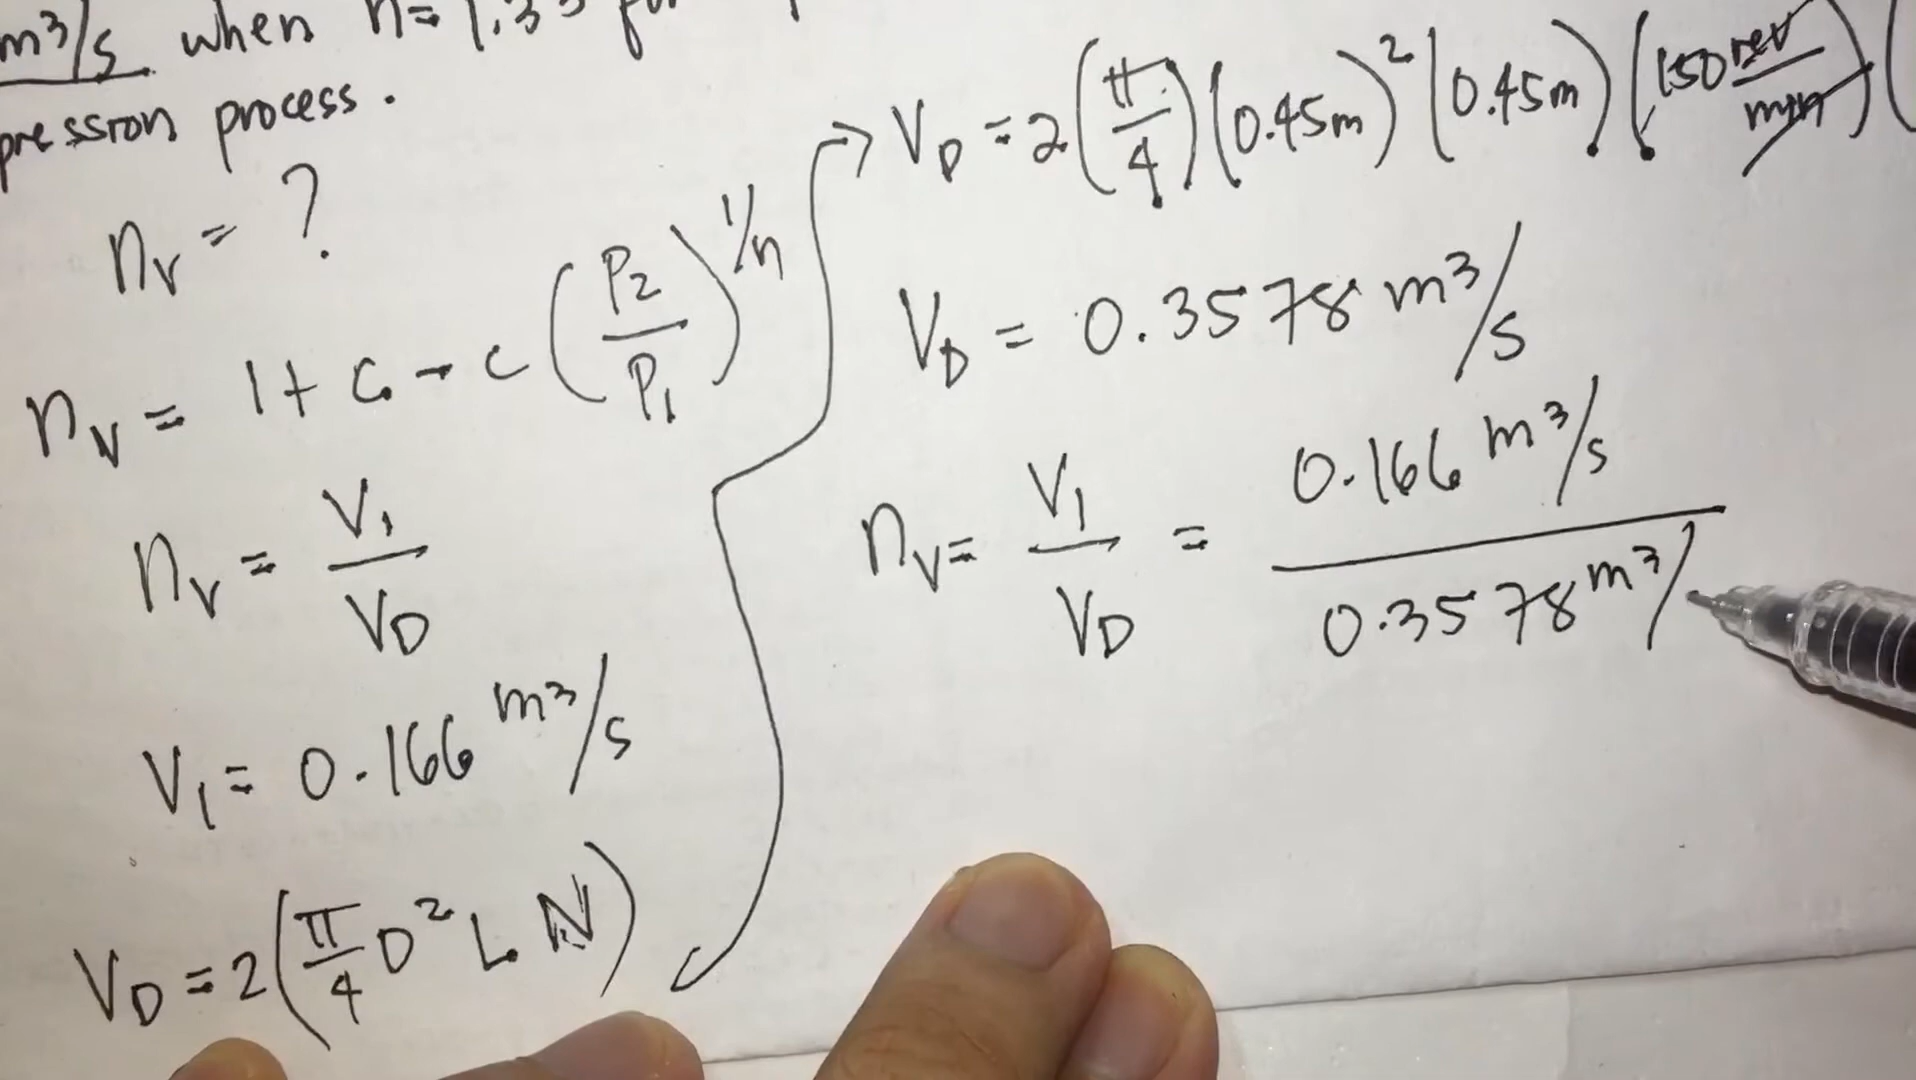 m³/s when n = 1.33 for
pression process.
nv = ?
nv = 1 + c - c (P2/P1)^1/n
nv = V1/VD
V1 = 0.166 m³/s
VD = 2(π/4 D² L N)
→ VD = 2(π/4)(0.45m)²(0.45m)(150 rev/min)(
VD = 0.3578 m³/s
nv = V1/VD = 0.166 m³/s / 0.3578 m³/